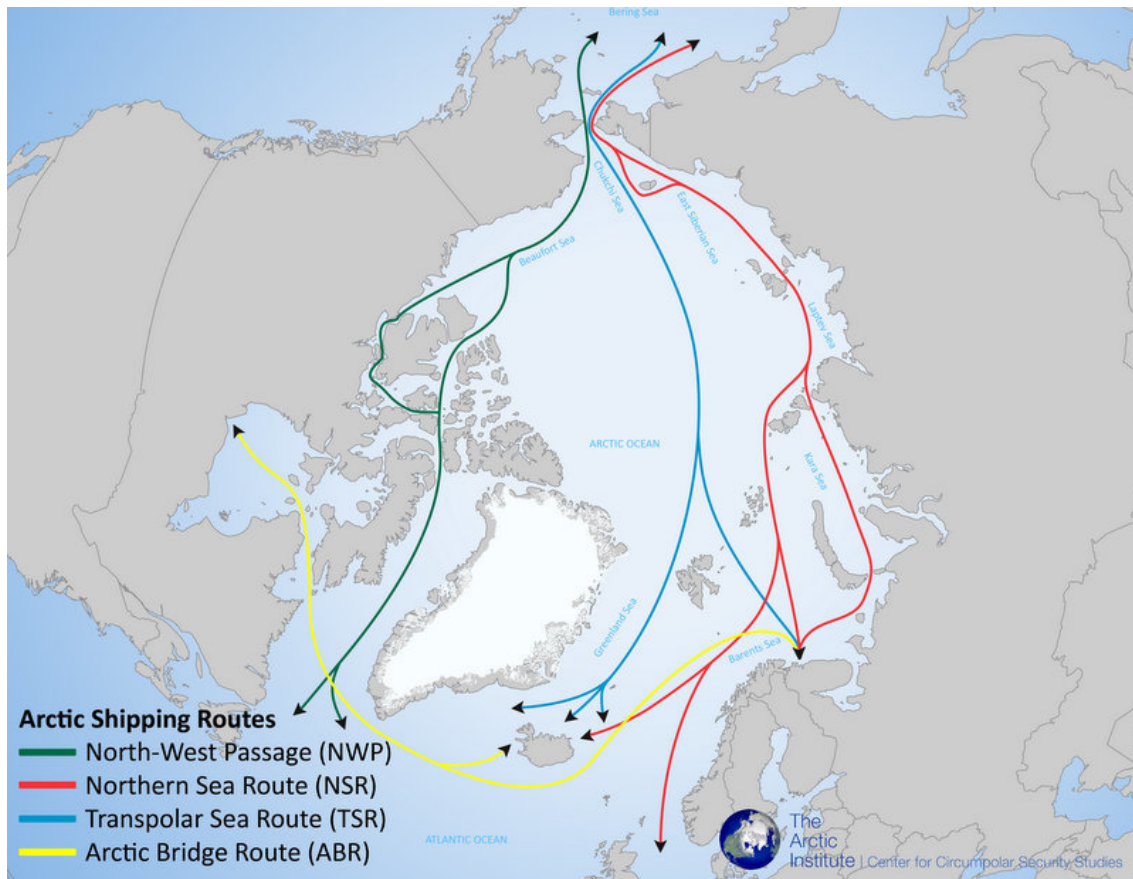 Bering Sea
Chukchi Sea
East Siberian Sea
Beaufort Sea
Laptev Sea
ARCTIC OCEAN
Kara Sea
Greenland Sea
Barents Sea
Arctic Shipping Routes
North-West Passage (NWP)
Northern Sea Route (NSR)
Transpolar Sea Route (TSR)
Arctic Bridge Route (ABR)
ATLANTIC OCEAN
The
Arctic
Institute | Center for Circumpolar Security Studies